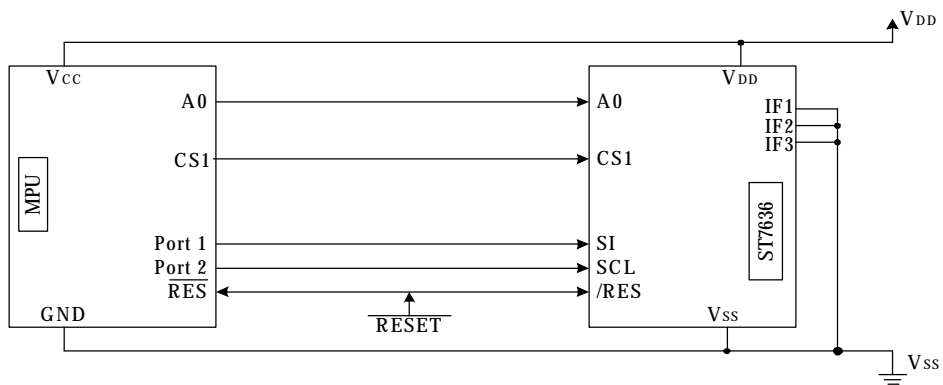 VDD
VCC
VDD
A0
A0
IF1
IF2
IF3
CS1
CS1
MPU
ST7636
Port 1
SI
Port 2
SCL
RES
/RES
GND
RESET
VSS
VSS